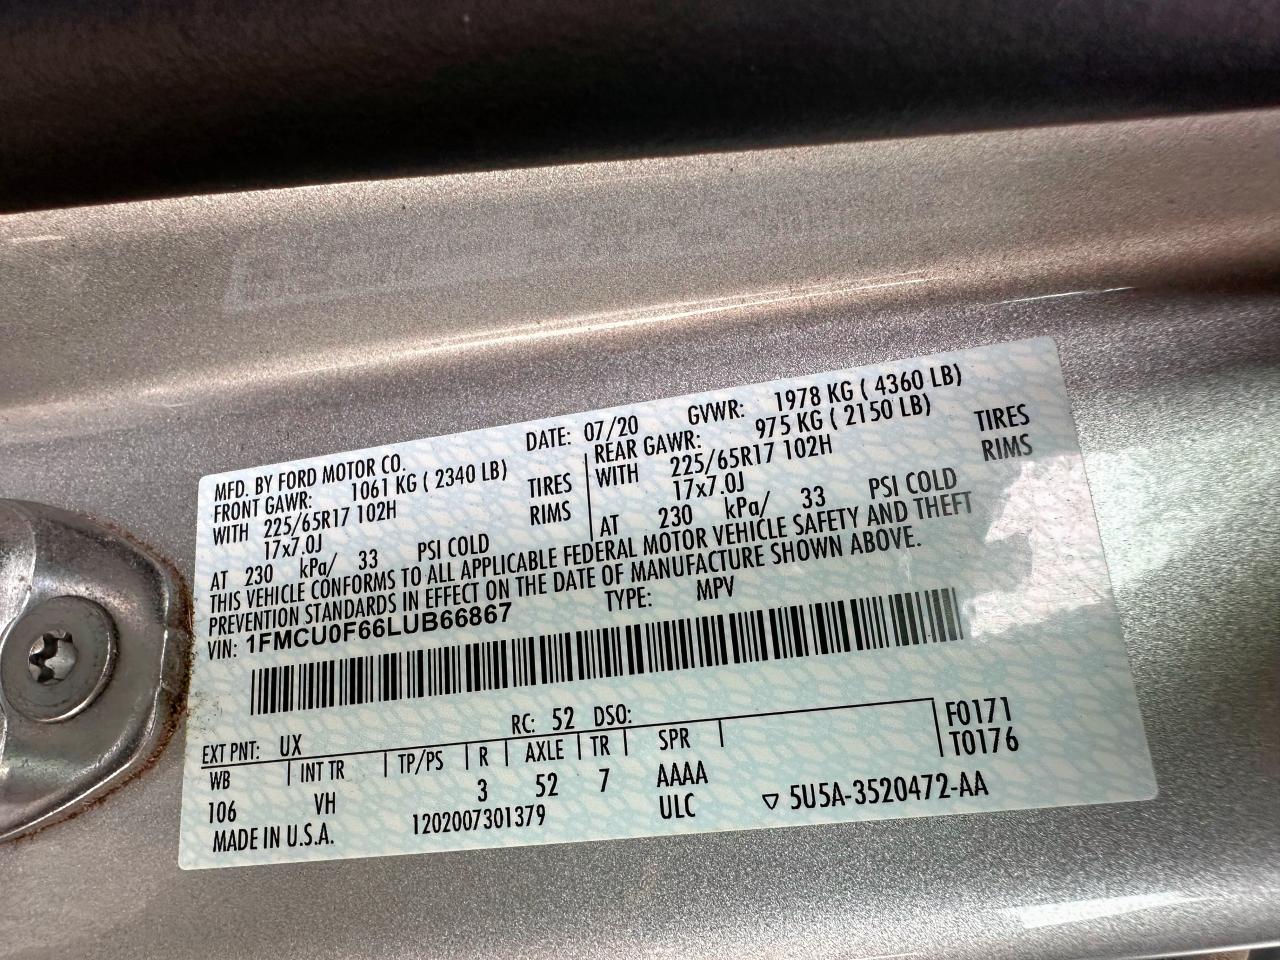 MFD. BY FORD MOTOR CO. DATE: 07/20 GVWR: 1978 KG ( 4360 LB)
FRONT GAWR: 1061 KG ( 2340 LB) REAR GAWR: 975 KG ( 2150 LB)
WITH 225/65R17 102H TIRES WITH 225/65R17 102H TIRES
17x7.0J RIMS 17x7.0J RIMS
AT 230 kPa/ 33 PSI COLD AT 230 kPa/ 33 PSI COLD
THIS VEHICLE CONFORMS TO ALL APPLICABLE FEDERAL MOTOR VEHICLE SAFETY AND THEFT
PREVENTION STANDARDS IN EFFECT ON THE DATE OF MANUFACTURE SHOWN ABOVE.
VIN: 1FMCU0F66LUB66867 TYPE: MPV
EXT PNT: UX RC: 52 DSO: F0171
WB INT TR TP/PS R AXLE TR SPR T0176
106 VH 3 52 7 AAAA
MADE IN U.S.A. 1202007301379 ULC ▽ 5U5A-3520472-AA